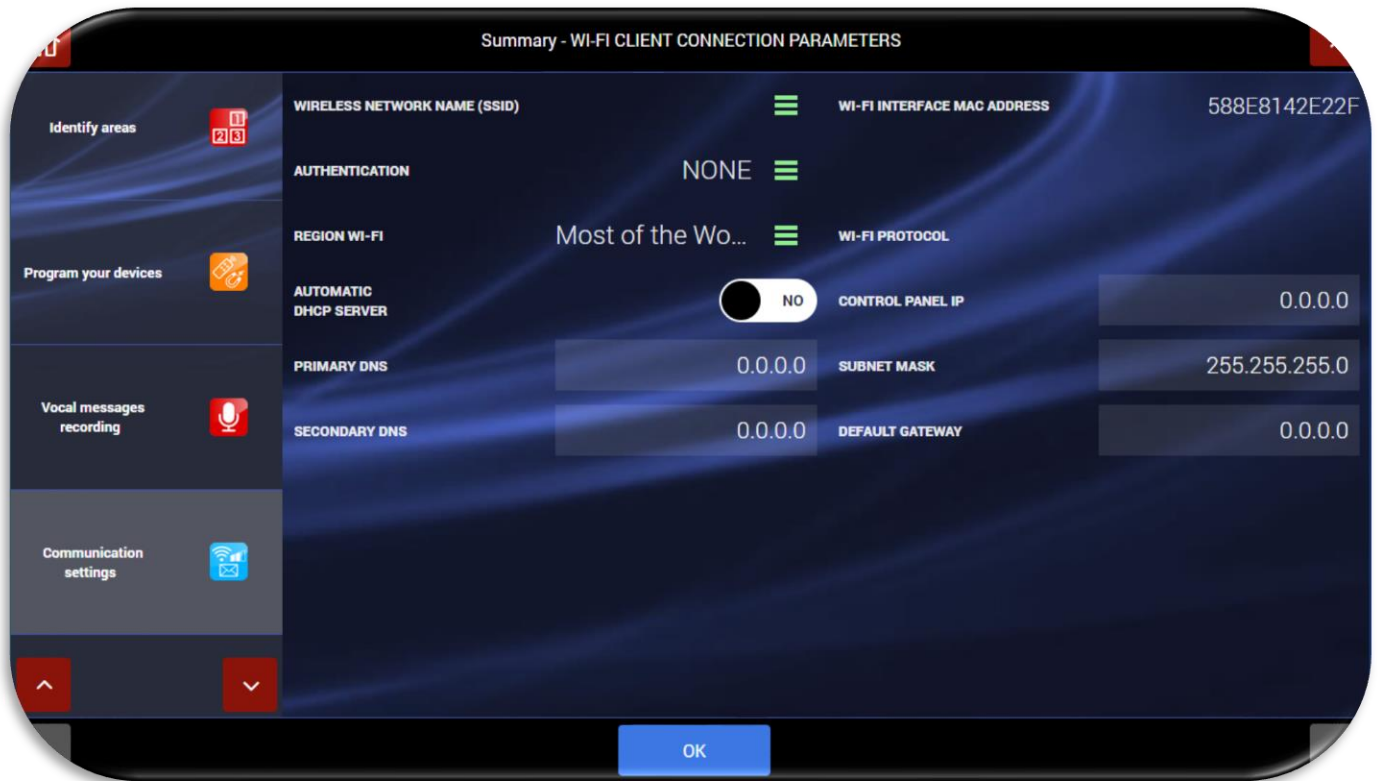 Summary - WI-FI CLIENT CONNECTION PARAMETERS
Identify areas
1
2 3
Program your devices
Vocal messages
recording
Communication
settings
WIRELESS NETWORK NAME (SSID)
WI-FI INTERFACE MAC ADDRESS 588E8142E22F
AUTHENTICATION NONE
REGION WI-FI Most of the Wo...
WI-FI PROTOCOL
AUTOMATIC
DHCP SERVER NO
CONTROL PANEL IP 0.0.0.0
PRIMARY DNS 0.0.0.0
SUBNET MASK 255.255.255.0
SECONDARY DNS 0.0.0.0
DEFAULT GATEWAY 0.0.0.0
OK